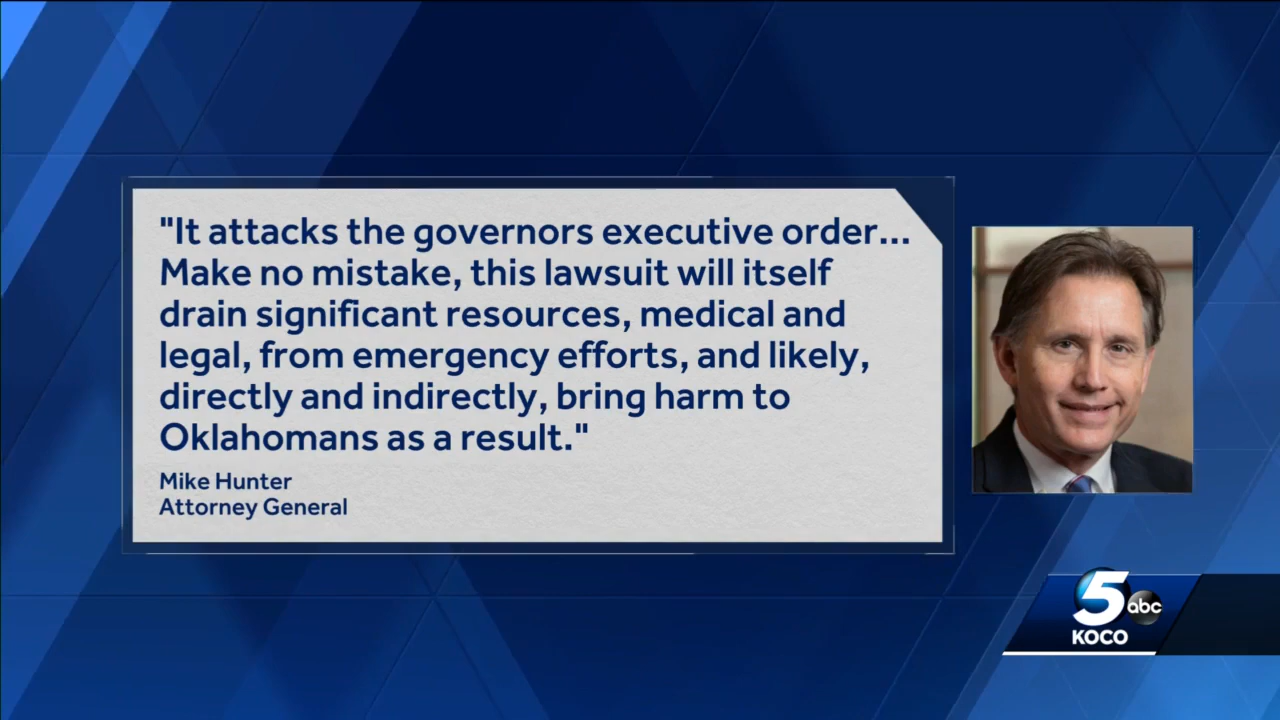 "It attacks the governors executive order...
Make no mistake, this lawsuit will itself
drain significant resources, medical and
legal, from emergency efforts, and likely,
directly and indirectly, bring harm to
Oklahomans as a result."
Mike Hunter
Attorney General
5 abc
KOCO